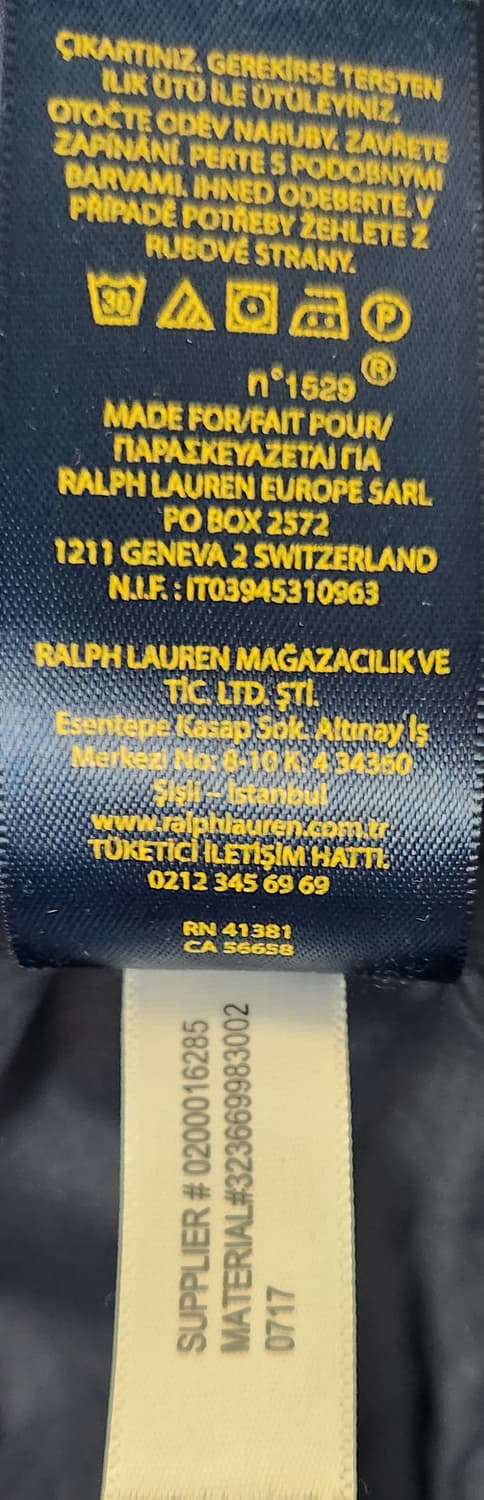 ÇIKARTINIZ. GEREKİRSE TERSTEN
ILIK ÜTÜ İLE ÜTÜLEYİNİZ.
OTOČTE ODĚV NARUBY. ZAVŘETE
ZAPÍNÁNÍ. PERTE S PODOBNÝMI
BARVAMI. IHNED ODEBERTE. V
PŘÍPADĚ POTŘEBY ŽEHLETE Z
RUBOVÉ STRANY.
30 P
n°1529 ®
MADE FOR/FAIT POUR/
ΠΑΡΑΣΚΕΥΑΖΕΤΑΙ ΓΙΑ
RALPH LAUREN EUROPE SARL
PO BOX 2572
1211 GENEVA 2 SWITZERLAND
N.I.F. : IT03945310963
RALPH LAUREN MAĞAZACILIK VE
TİC. LTD. ŞTİ.
Esentepe Kasap Sok. Altınay İş
Merkezi No: 8-10 K: 4 34360
Şişli – İstanbul
www.ralphlauren.com.tr
TÜKETİCİ İLETİŞİM HATTI.
0212 345 69 69
RN 41381
CA 56658
SUPPLIER # 0200016285
MATERIAL#323669983002
0717